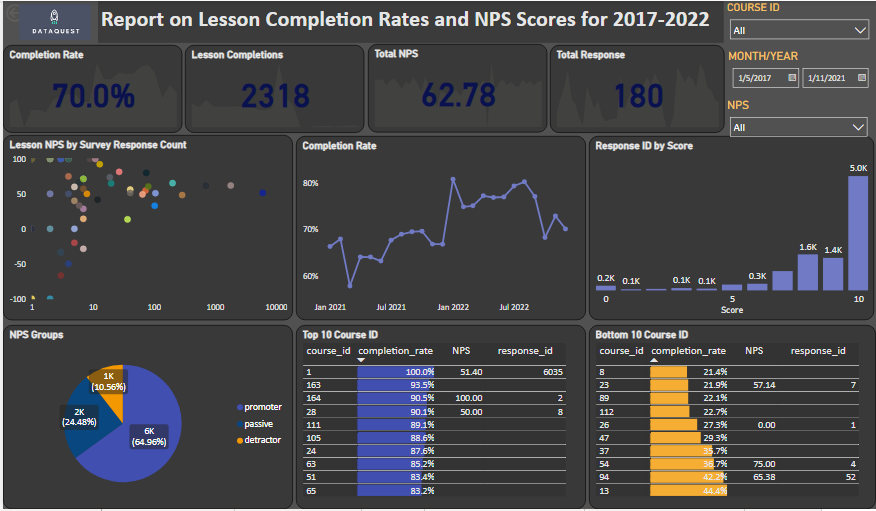 DATAQUEST
Report on Lesson Completion Rates and NPS Scores for 2017-2022
COURSE ID
All
MONTH/YEAR
1/5/2017 1/11/2021
NPS
All
Completion Rate
70.0%
Lesson Completions
2318
Total NPS
62.78
Total Response
180
Lesson NPS by Survey Response Count
100
50
0
-50
-100
1 10 100 1000 10000
Completion Rate
80%
70%
60%
Jan 2021 Jul 2021 Jan 2022 Jul 2022
Response ID by Score
5.0K
1.6K
1.4K
0.2K 0.1K 0.1K 0.1K 0.3K
0 5 10
Score
NPS Groups
1K
(10.56%)
2K
(24.48%)
6K
(64.96%)
promoter
passive
detractor
Top 10 Course ID
course_id completion_rate NPS response_id
1 100.0% 51.40 6035
163 93.5%
164 90.5% 100.00 2
28 90.1% 50.00 8
111 89.1%
105 88.6%
24 87.6%
63 85.2%
51 83.4%
65 83.2%
Bottom 10 Course ID
course_id completion_rate NPS response_id
8 21.4%
23 21.9% 57.14 7
89 22.1%
112 22.7%
26 27.3% 0.00 1
47 29.3%
37 35.7%
54 36.7% 75.00 4
94 42.2% 65.38 52
13 44.4%